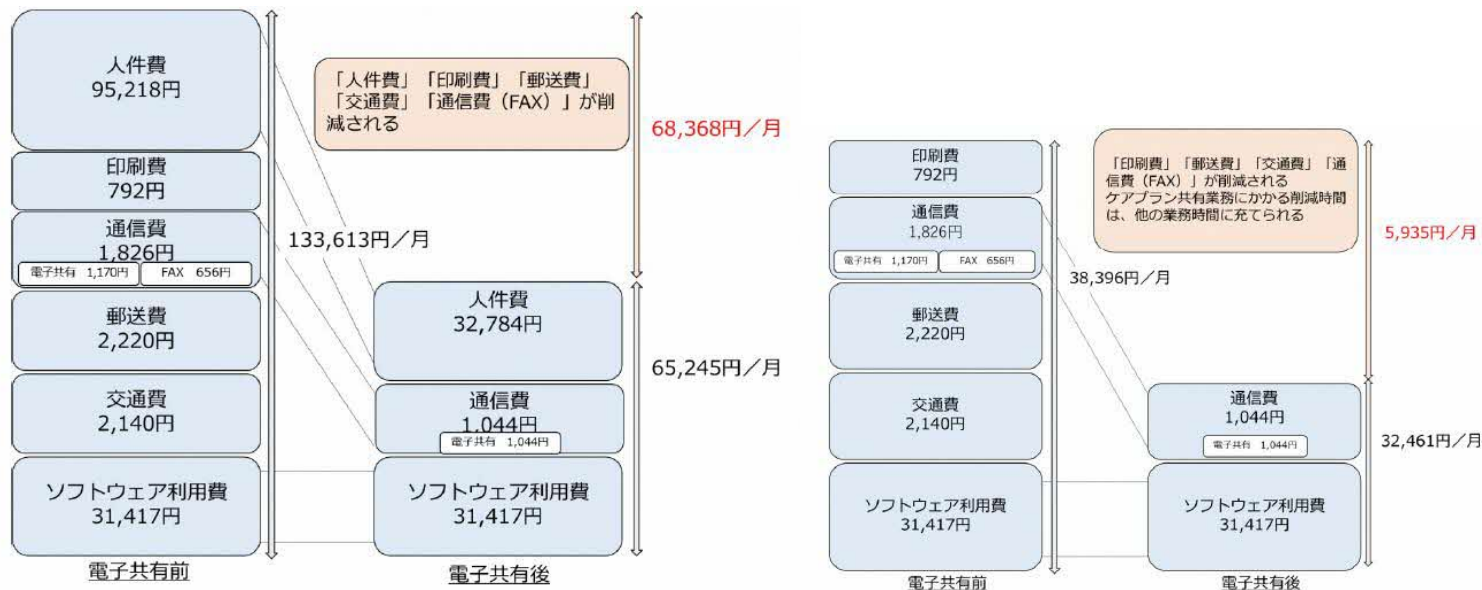 人件費
95,218円
印刷費
792円
通信費
1,826円
電子共有 1,170円
FAX 656円
郵送費
2,220円
交通費
2,140円
ソフトウェア利用費
31,417円
電子共有前
133,613円／月
「人件費」「印刷費」「郵送費」
「交通費」「通信費（FAX）」が削
減される
68,368円／月
人件費
32,784円
通信費
1,044円
電子共有 1,044円
ソフトウェア利用費
31,417円
電子共有後
65,245円／月
印刷費
792円
通信費
1,826円
電子共有 1,170円
FAX 656円
郵送費
2,220円
交通費
2,140円
ソフトウェア利用費
31,417円
電子共有前
38,396円／月
「印刷費」「郵送費」「交通費」「通
信費（FAX）」が削減される
ケアプラン共有業務にかかる削減時間
は、他の業務時間に充てられる
5,935円／月
通信費
1,044円
電子共有 1,044円
ソフトウェア利用費
31,417円
電子共有後
32,461円／月